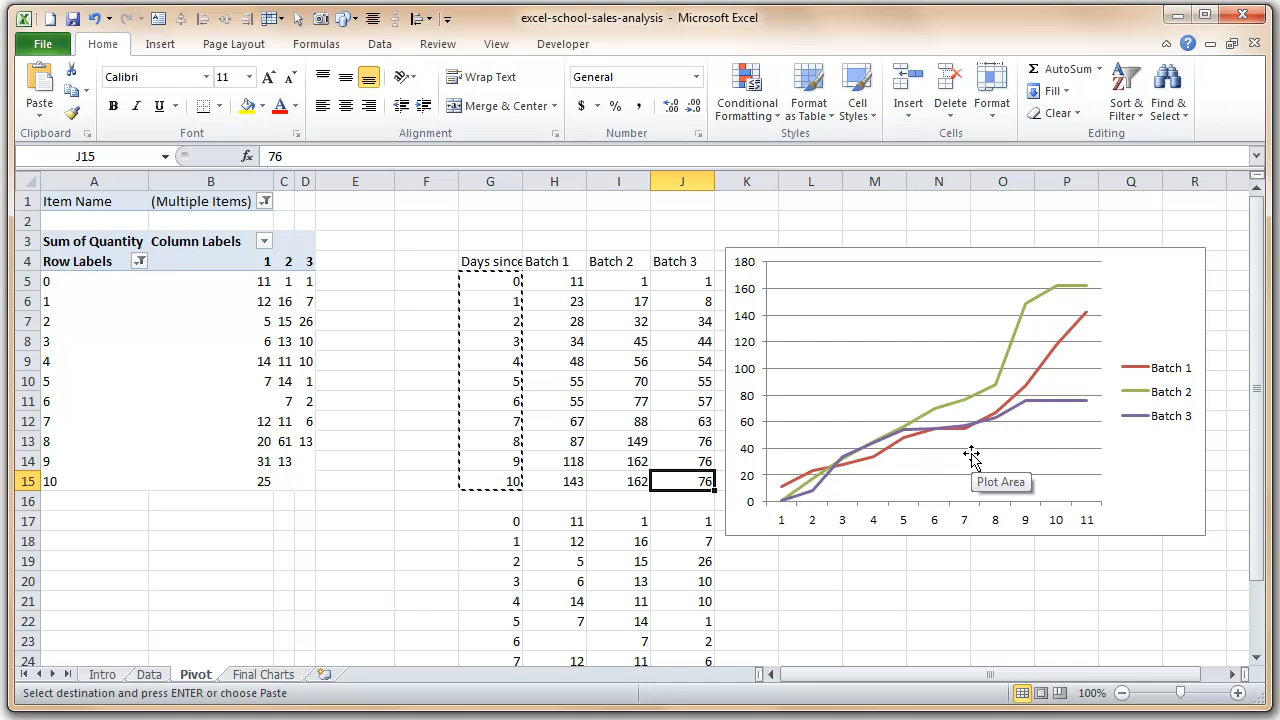 excel-school-sales-analysis - Microsoft Excel
File Home Insert Page Layout Formulas Data Review View Developer
Paste Calibri 11 Wrap Text General Conditional Formatting Format as Table Cell Styles Insert Delete Format AutoSum Sort & Filter Find & Select
B I U Merge & Center $ % , Fill Clear
Clipboard Font Alignment Number Styles Cells Editing
J15 fx 76
A B C D E F G H I J K L M N O P Q R
1 Item Name (Multiple Items)
2
3 Sum of Quantity Column Labels
4 Row Labels 1 2 3 Days since Batch 1 Batch 2 Batch 3
5 0 11 1 1 0 11 1 1
6 1 12 16 7 1 23 17 8
7 2 5 15 26 2 28 32 34
8 3 6 13 10 3 34 45 44
9 4 14 11 10 4 48 56 54
10 5 7 14 1 5 55 70 55
11 6 7 2 6 55 77 57
12 7 12 11 6 7 67 88 63
13 8 20 61 13 8 87 149 76
14 9 31 13 9 118 162 76
15 10 25 10 143 162 76
16
17 0 11 1 1
18 1 12 16 7
19 2 5 15 26
20 3 6 13 10
21 4 14 11 10
22 5 7 14 1
23 6 7 2
24 7 12 11 6
180
160
140
120
100
80
60
40
20
0
1 2 3 4 5 6 7 8 9 10 11
Batch 1
Batch 2
Batch 3
Plot Area
Intro Data Pivot Final Charts
Select destination and press ENTER or choose Paste 100%